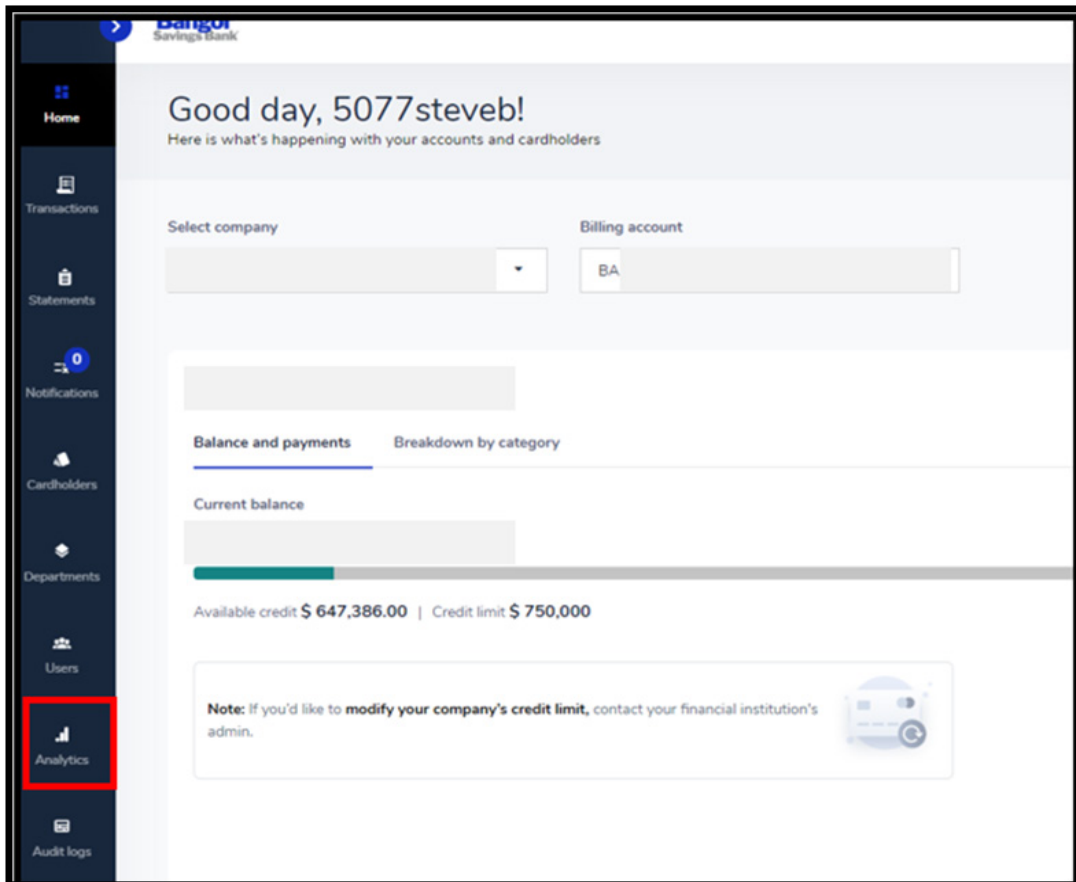 Bangor
Savings Bank
Home
Good day, 5077steveb!
Here is what's happening with your accounts and cardholders
Transactions
Select company
Billing account
BA
Statements
0
Notifications
Balance and payments
Breakdown by category
Cardholders
Current balance
Departments
Available credit $ 647,386.00 | Credit limit $ 750,000
Users
Note: If you'd like to modify your company's credit limit, contact your financial institution's
admin.
Analytics
Audit logs